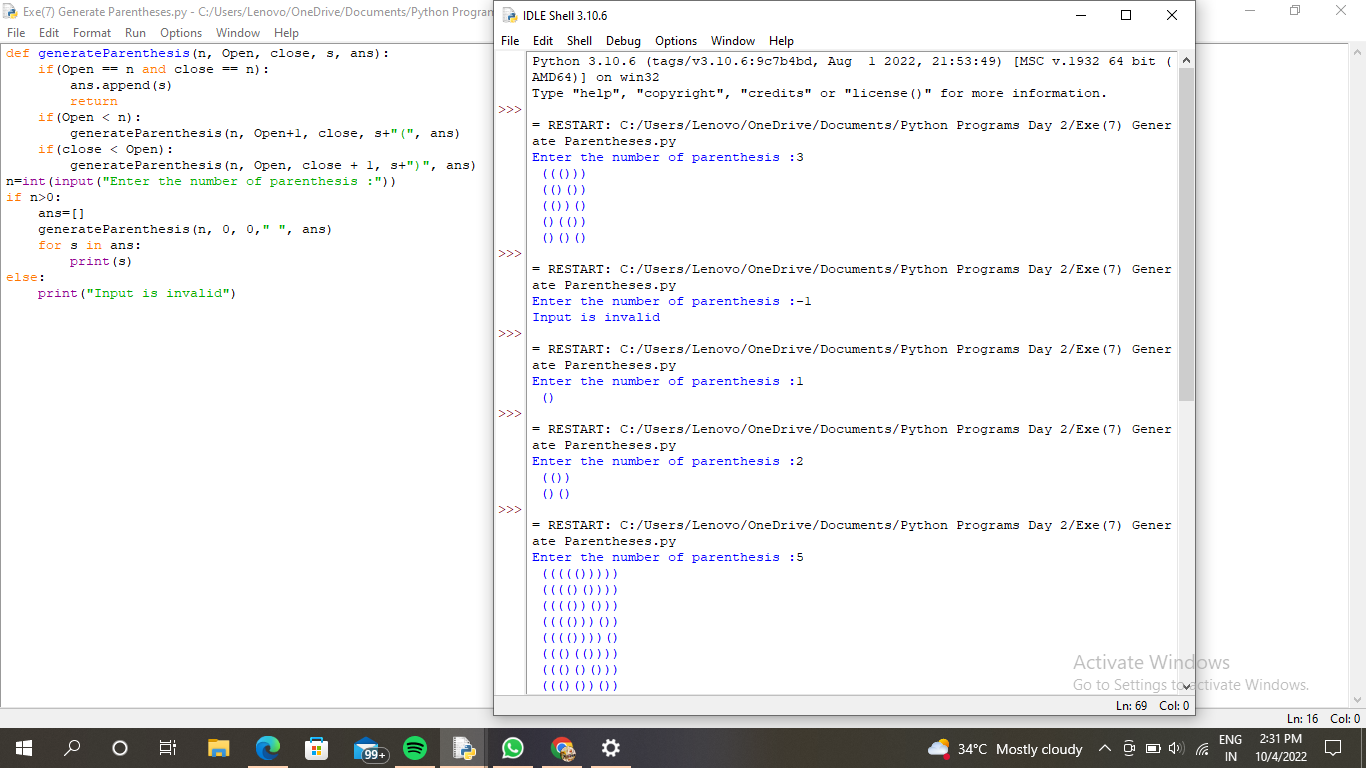 Exe(7) Generate Parentheses.py - C:/Users/Lenovo/OneDrive/Documents/Python Progran
File Edit Format Run Options Window Help
def generateParenthesis(n, Open, close, s, ans):
    if(Open == n and close == n):
        ans.append(s)
        return
    if(Open < n):
        generateParenthesis(n, Open+1, close, s+"(", ans)
    if(close < Open):
        generateParenthesis(n, Open, close + 1, s+")", ans)
n=int(input("Enter the number of parenthesis :"))
if n>0:
    ans=[]
    generateParenthesis(n, 0, 0," ", ans)
    for s in ans:
        print(s)
else:
    print("Input is invalid")
IDLE Shell 3.10.6
File Edit Shell Debug Options Window Help
Python 3.10.6 (tags/v3.10.6:9c7b4bd, Aug  1 2022, 21:53:49) [MSC v.1932 64 bit (
AMD64)] on win32
Type "help", "copyright", "credits" or "license()" for more information.
>>>
= RESTART: C:/Users/Lenovo/OneDrive/Documents/Python Programs Day 2/Exe(7) Gener
ate Parentheses.py
Enter the number of parenthesis :3
 ((()))
 (()())
 (())()
 ()(())
 ()()()
>>>
= RESTART: C:/Users/Lenovo/OneDrive/Documents/Python Programs Day 2/Exe(7) Gener
ate Parentheses.py
Enter the number of parenthesis :-1
Input is invalid
>>>
= RESTART: C:/Users/Lenovo/OneDrive/Documents/Python Programs Day 2/Exe(7) Gener
ate Parentheses.py
Enter the number of parenthesis :1
 ()
>>>
= RESTART: C:/Users/Lenovo/OneDrive/Documents/Python Programs Day 2/Exe(7) Gener
ate Parentheses.py
Enter the number of parenthesis :2
 (())
 ()()
>>>
= RESTART: C:/Users/Lenovo/OneDrive/Documents/Python Programs Day 2/Exe(7) Gener
ate Parentheses.py
Enter the number of parenthesis :5
 ((((()))))
 (((()())))
 (((())()))
 (((()))())
 (((())))()
 ((()(())))
 ((()()()))
 ((()())())
Ln: 69 Col: 0
Activate Windows
Go to Settings to activate Windows.
Ln: 16 Col: 0
99+
34°C Mostly cloudy
ENG
IN
2:31 PM
10/4/2022